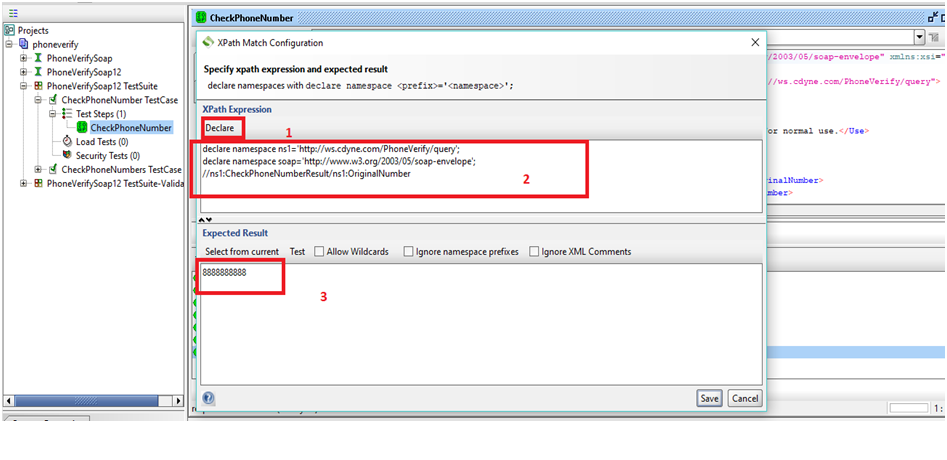 Projects
phoneverify
PhoneVerifySoap
PhoneVerifySoap12
PhoneVerifySoap12 TestSuite
CheckPhoneNumber TestCase
Test Steps (1)
CheckPhoneNumber
Load Tests (0)
Security Tests (0)
CheckPhoneNumbers TestCase
PhoneVerifySoap12 TestSuite-Valida
CheckPhoneNumber
/2003/05/soap-envelope" xmlns:xsi="
//ws.cdyne.com/PhoneVerify/query">
or normal use.</Use>
inalNumber>
mber>
1:
XPath Match Configuration
Specify xpath expression and expected result
declare namespaces with declare namespace <prefix>='<namespace>';
XPath Expression
Declare
1
declare namespace ns1='http://ws.cdyne.com/PhoneVerify/query';
declare namespace soap='http://www.w3.org/2003/05/soap-envelope';
//ns1:CheckPhoneNumberResult/ns1:OriginalNumber
2
Expected Result
Select from current Test Allow Wildcards Ignore namespace prefixes Ignore XML Comments
8888888888
3
Save Cancel